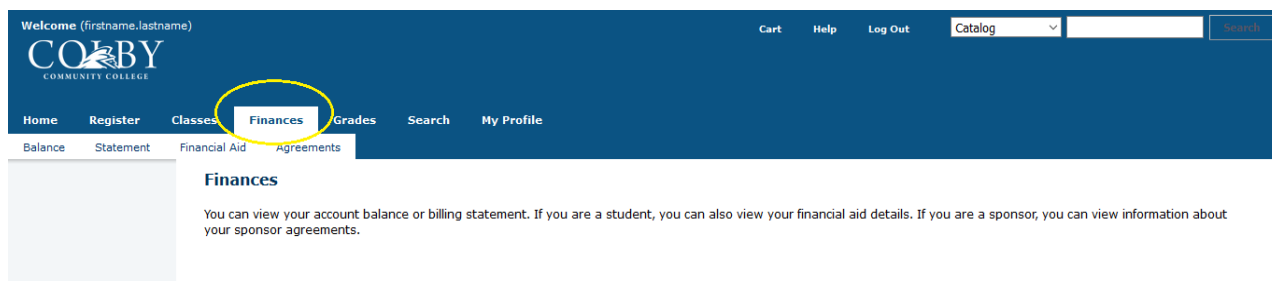 Welcome (firstname.lastname)
Cart Help Log Out Catalog Search
COLBY
COMMUNITY COLLEGE
Home Register Classes Finances Grades Search My Profile
Balance Statement Financial Aid Agreements
Finances
You can view your account balance or billing statement. If you are a student, you can also view your financial aid details. If you are a sponsor, you can view information about
your sponsor agreements.